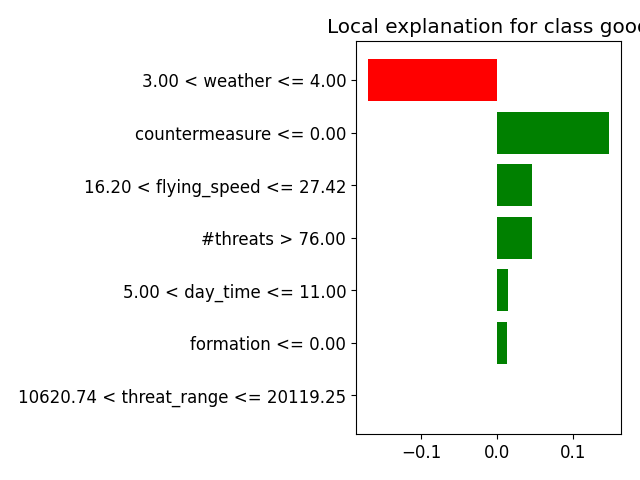 Local explanation for class good
3.00 < weather <= 4.00
countermeasure <= 0.00
16.20 < flying_speed <= 27.42
#threats > 76.00
5.00 < day_time <= 11.00
formation <= 0.00
10620.74 < threat_range <= 20119.25
−0.1 0.0 0.1